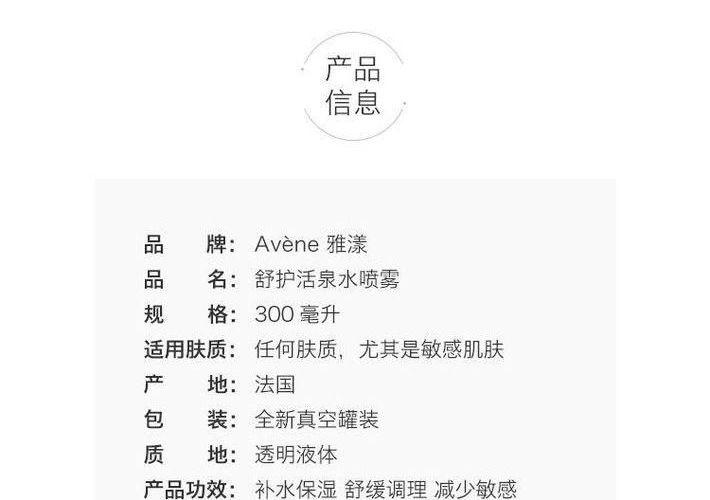 产品
信息
品 牌： Avène 雅漾
品 名： 舒护活泉水喷雾
规 格： 300 毫升
适用肤质： 任何肤质，尤其是敏感肌肤
产 地： 法国
包 装： 全新真空罐装
质 地： 透明液体
产品功效： 补水保湿 舒缓调理 减少敏感